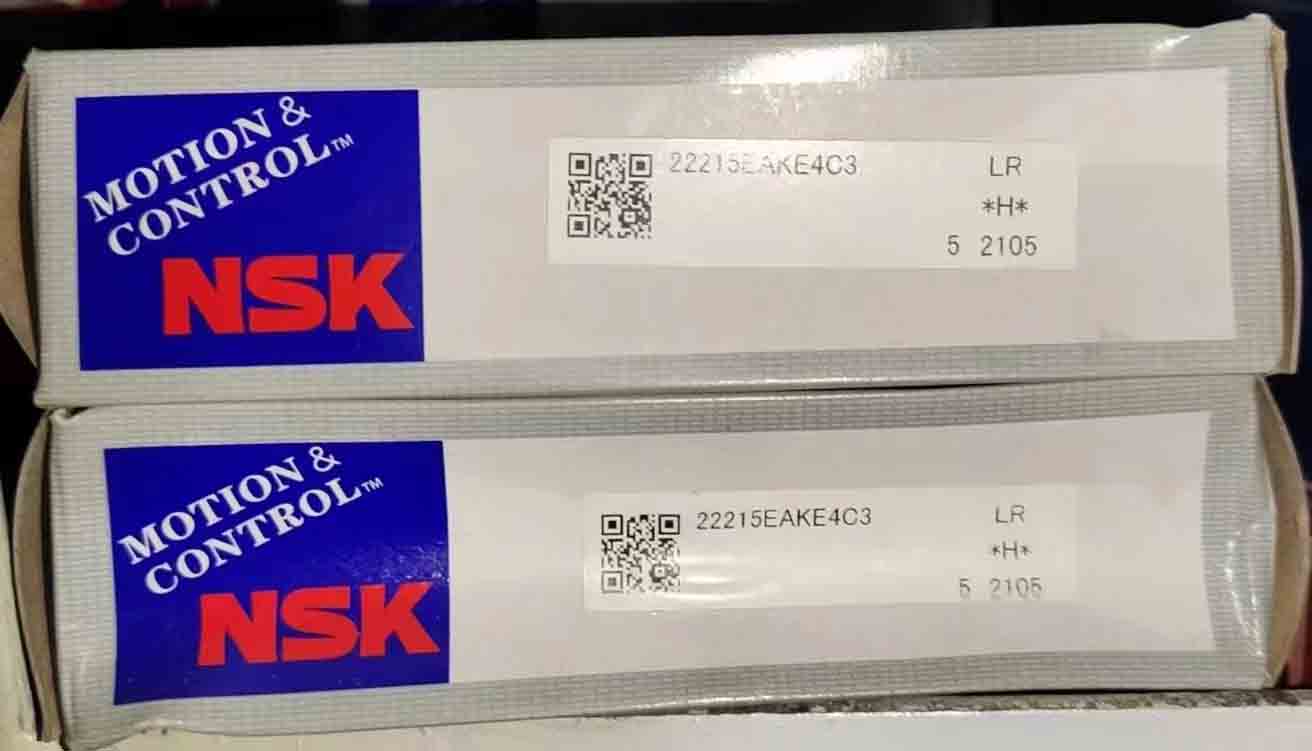 MOTION &
CONTROL™
NSK
22215EAKE4C3 LR
*H*
5 2105
MOTION &
CONTROL™
NSK
22215EAKE4C3 LR
*H*
5 2105